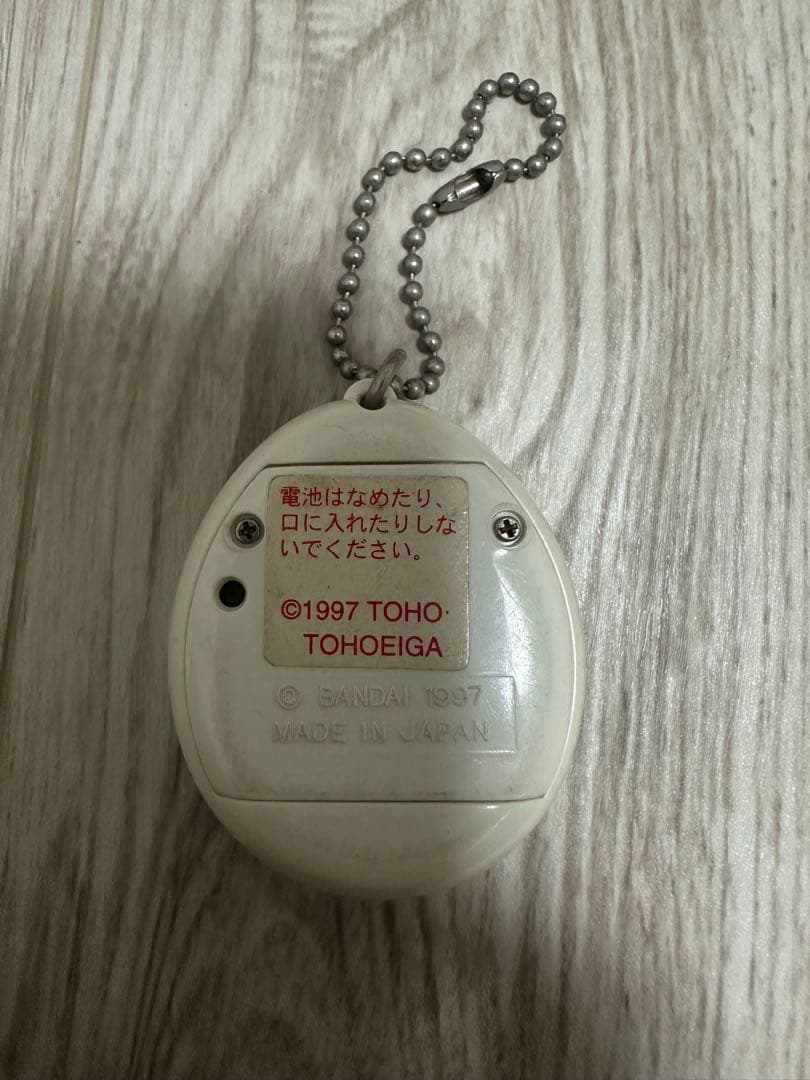 電池はなめたり、
口に入れたりしな
いでください。
©1997 TOHO·
TOHOEIGA
© BANDAI 1997
MADE IN JAPAN